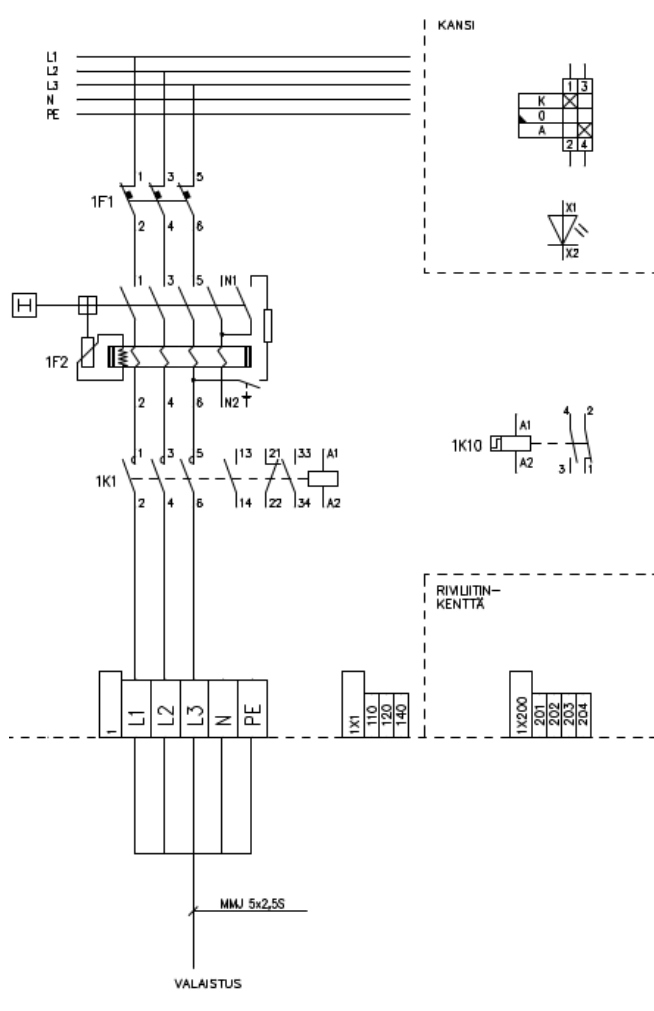 KANSI
L1
L2
L3
N
PE
1 3
K
0
A
2 4
1 3 5
1F1
2 4 6
X1
X2
1 3 5 N1
1F2
2 4 6 N2
4 2
A1
1K10
A2
3 1
1 3 5 13 21 33 A1
1K1
2 4 6 14 22 34 A2
RIVILIITIN-
KENTTÄ
1 L1 L2 L3 N PE
1X1 110 120 140
1X200 201 202 203 204
MMJ 5x2,5S
VALAISTUS